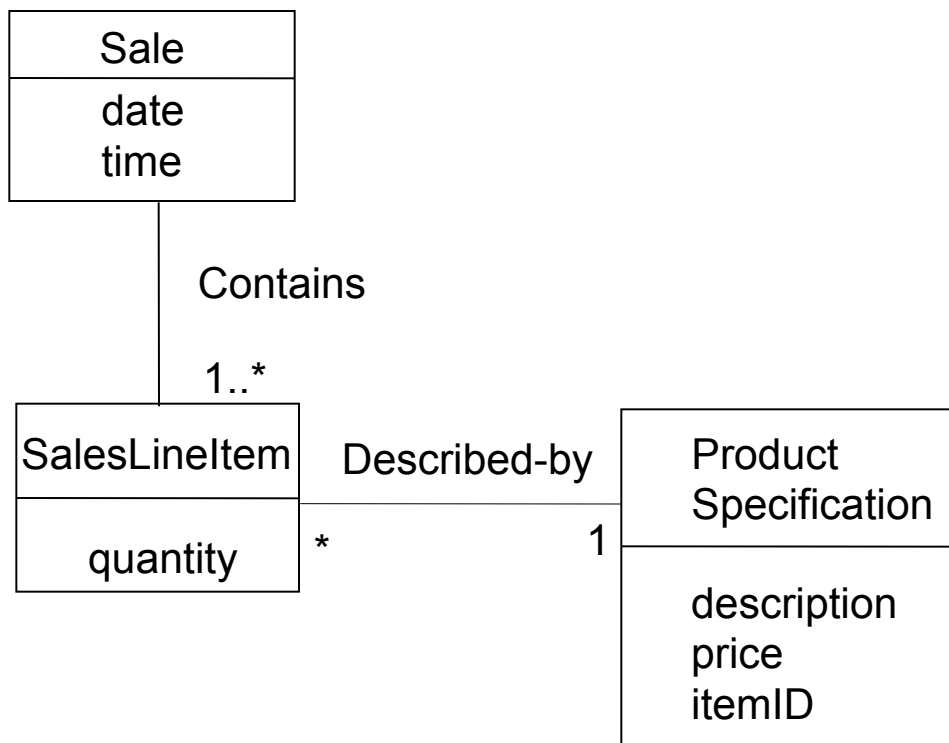 Sale
date
time
Contains
1..*
SalesLineItem
quantity
Described-by
*
1
Product
Specification
description
price
itemID